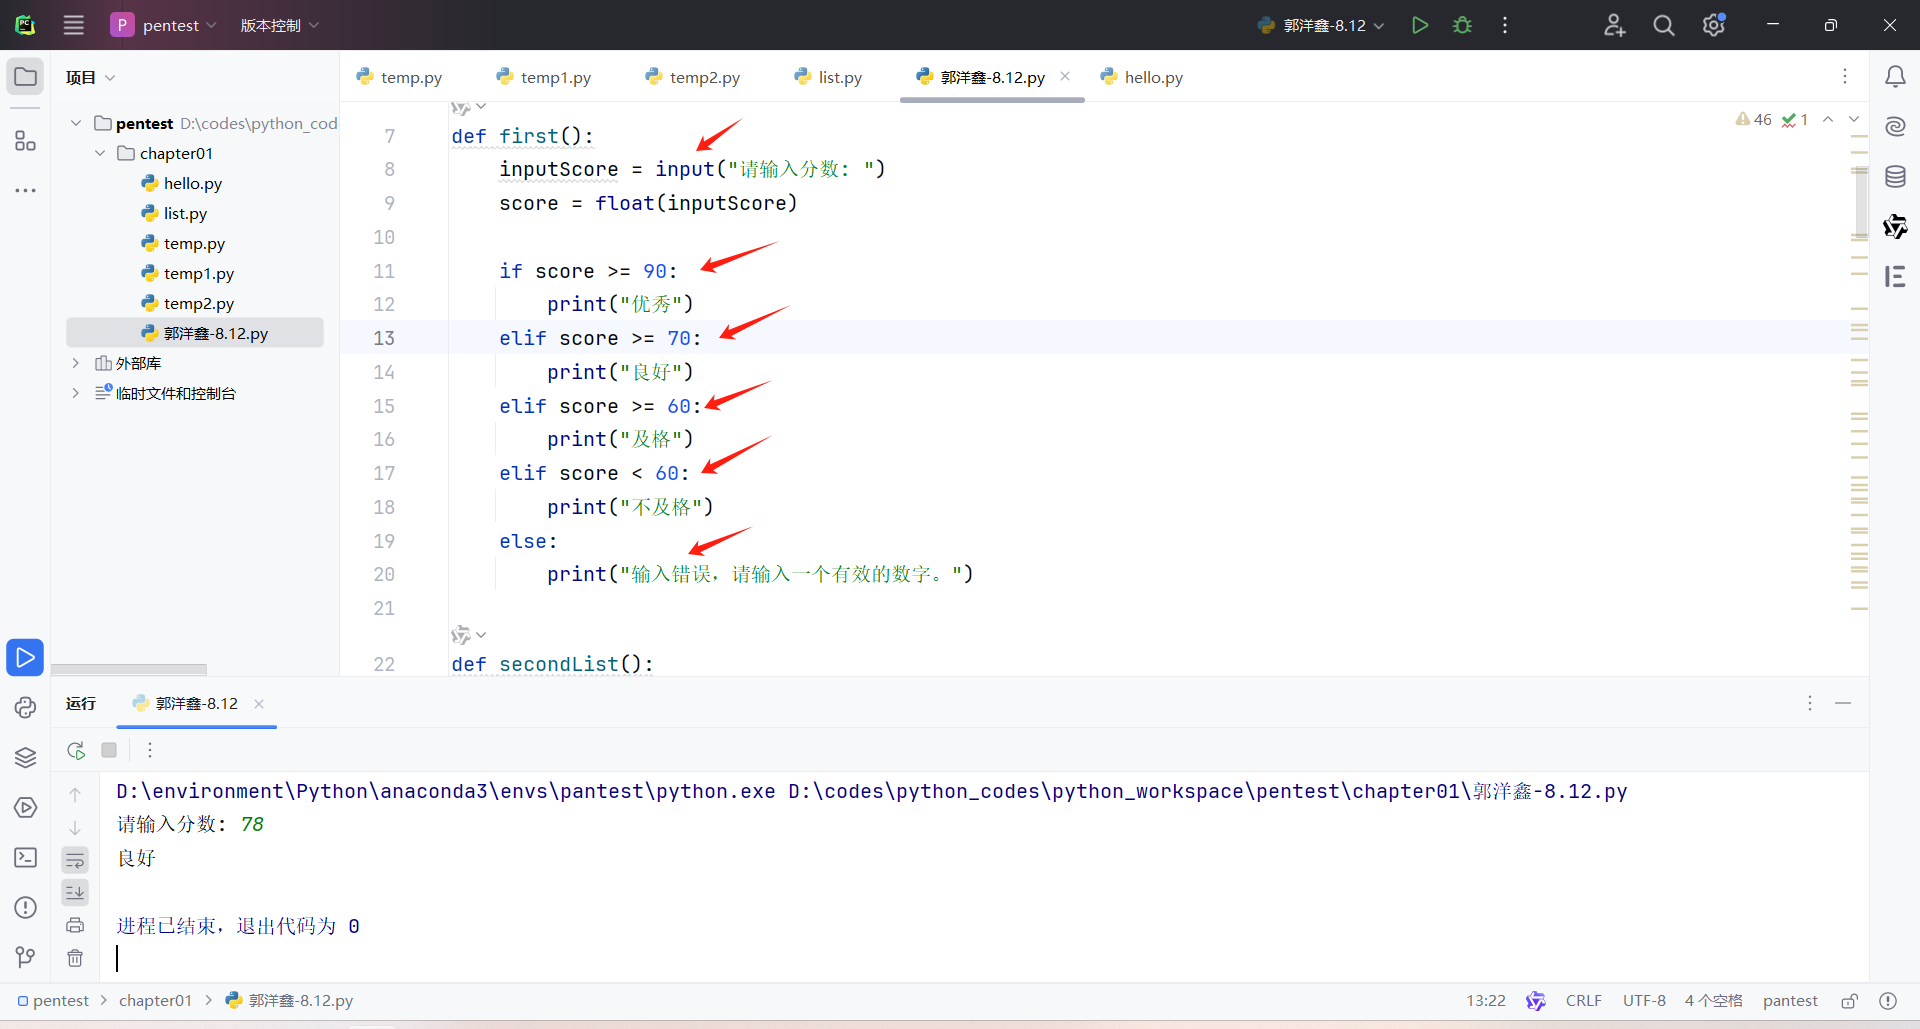 P pentest 版本控制 郭洋鑫-8.12
项目
temp.py temp1.py temp2.py list.py 郭洋鑫-8.12.py hello.py
pentest D:\codes\python_cod
chapter01
hello.py
list.py
temp.py
temp1.py
temp2.py
郭洋鑫-8.12.py
外部库
临时文件和控制台
46 1
7 def first():
8 inputScore = input("请输入分数: ")
9 score = float(inputScore)
10
11 if score >= 90:
12 print("优秀")
13 elif score >= 70:
14 print("良好")
15 elif score >= 60:
16 print("及格")
17 elif score < 60:
18 print("不及格")
19 else:
20 print("输入错误，请输入一个有效的数字。")
21
22 def secondList():
运行 郭洋鑫-8.12
D:\environment\Python\anaconda3\envs\pantest\python.exe D:\codes\python_codes\python_workspace\pentest\chapter01\郭洋鑫-8.12.py
请输入分数: 78
良好
进程已结束，退出代码为 0
pentest > chapter01 > 郭洋鑫-8.12.py
13:22 CRLF UTF-8 4 个空格 pantest